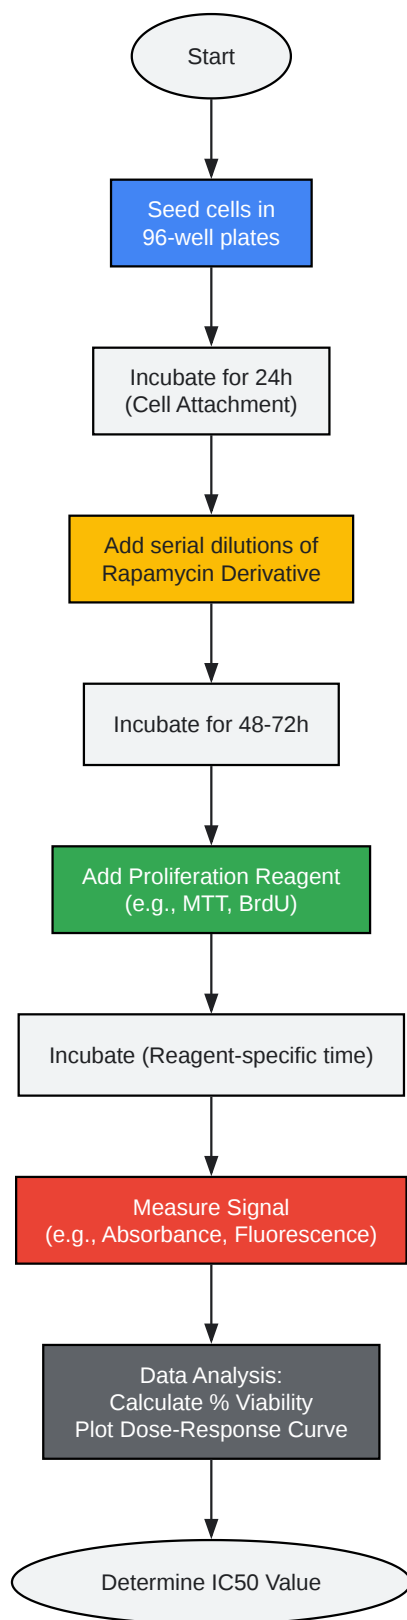 Start
Seed cells in
96-well plates
Incubate for 24h
(Cell Attachment)
Add serial dilutions of
Rapamycin Derivative
Incubate for 48-72h
Add Proliferation Reagent
(e.g., MTT, BrdU)
Incubate (Reagent-specific time)
Measure Signal
(e.g., Absorbance, Fluorescence)
Data Analysis:
Calculate % Viability
Plot Dose-Response Curve
Determine IC50 Value